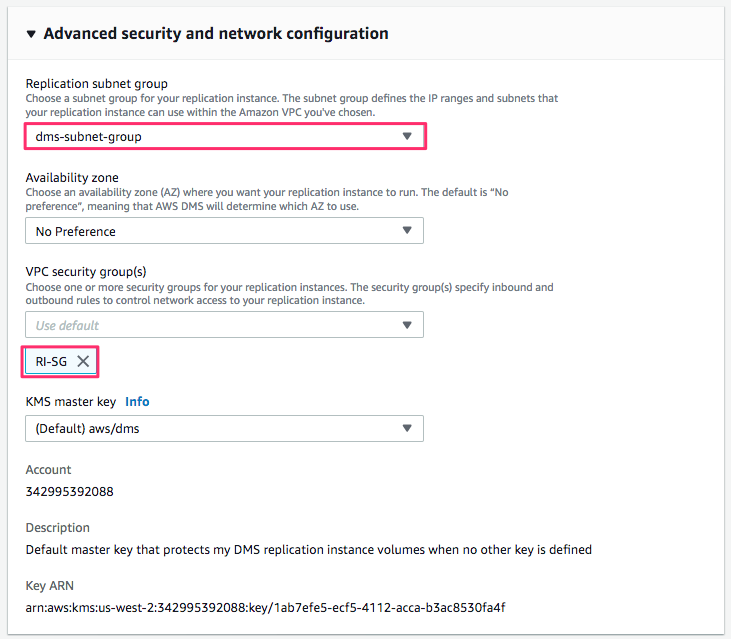 Advanced security and network configuration
Replication subnet group
Choose a subnet group for your replication instance. The subnet group defines the IP ranges and subnets that
your replication instance can use within the Amazon VPC you've chosen.
dms-subnet-group
Availability zone
Choose an availability zone (AZ) where you want your replication instance to run. The default is “No
preference”, meaning that AWS DMS will determine which AZ to use.
No Preference
VPC security group(s)
Choose one or more security groups for your replication instances. The security group(s) specify inbound and
outbound rules to control network access to your replication instance.
Use default
RI-SG
KMS master key Info
(Default) aws/dms
Account
342995392088
Description
Default master key that protects my DMS replication instance volumes when no other key is defined
Key ARN
arn:aws:kms:us-west-2:342995392088:key/1ab7efe5-ecf5-4112-acca-b3ac8530fa4f